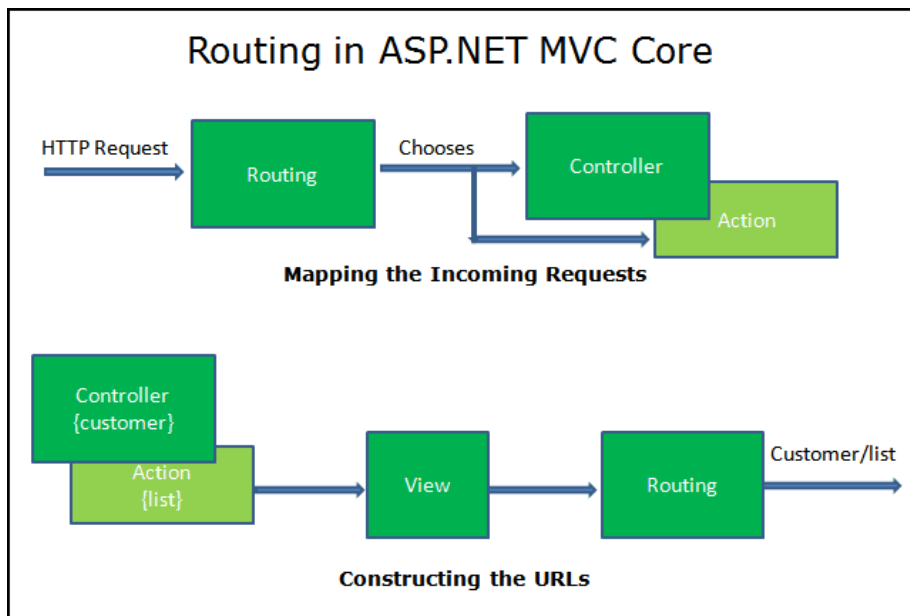 Routing in ASP.NET MVC Core
HTTP Request
Routing
Chooses
Controller
Action
Mapping the Incoming Requests
Controller
{customer}
Action
{list}
View
Routing
Customer/list
Constructing the URLs